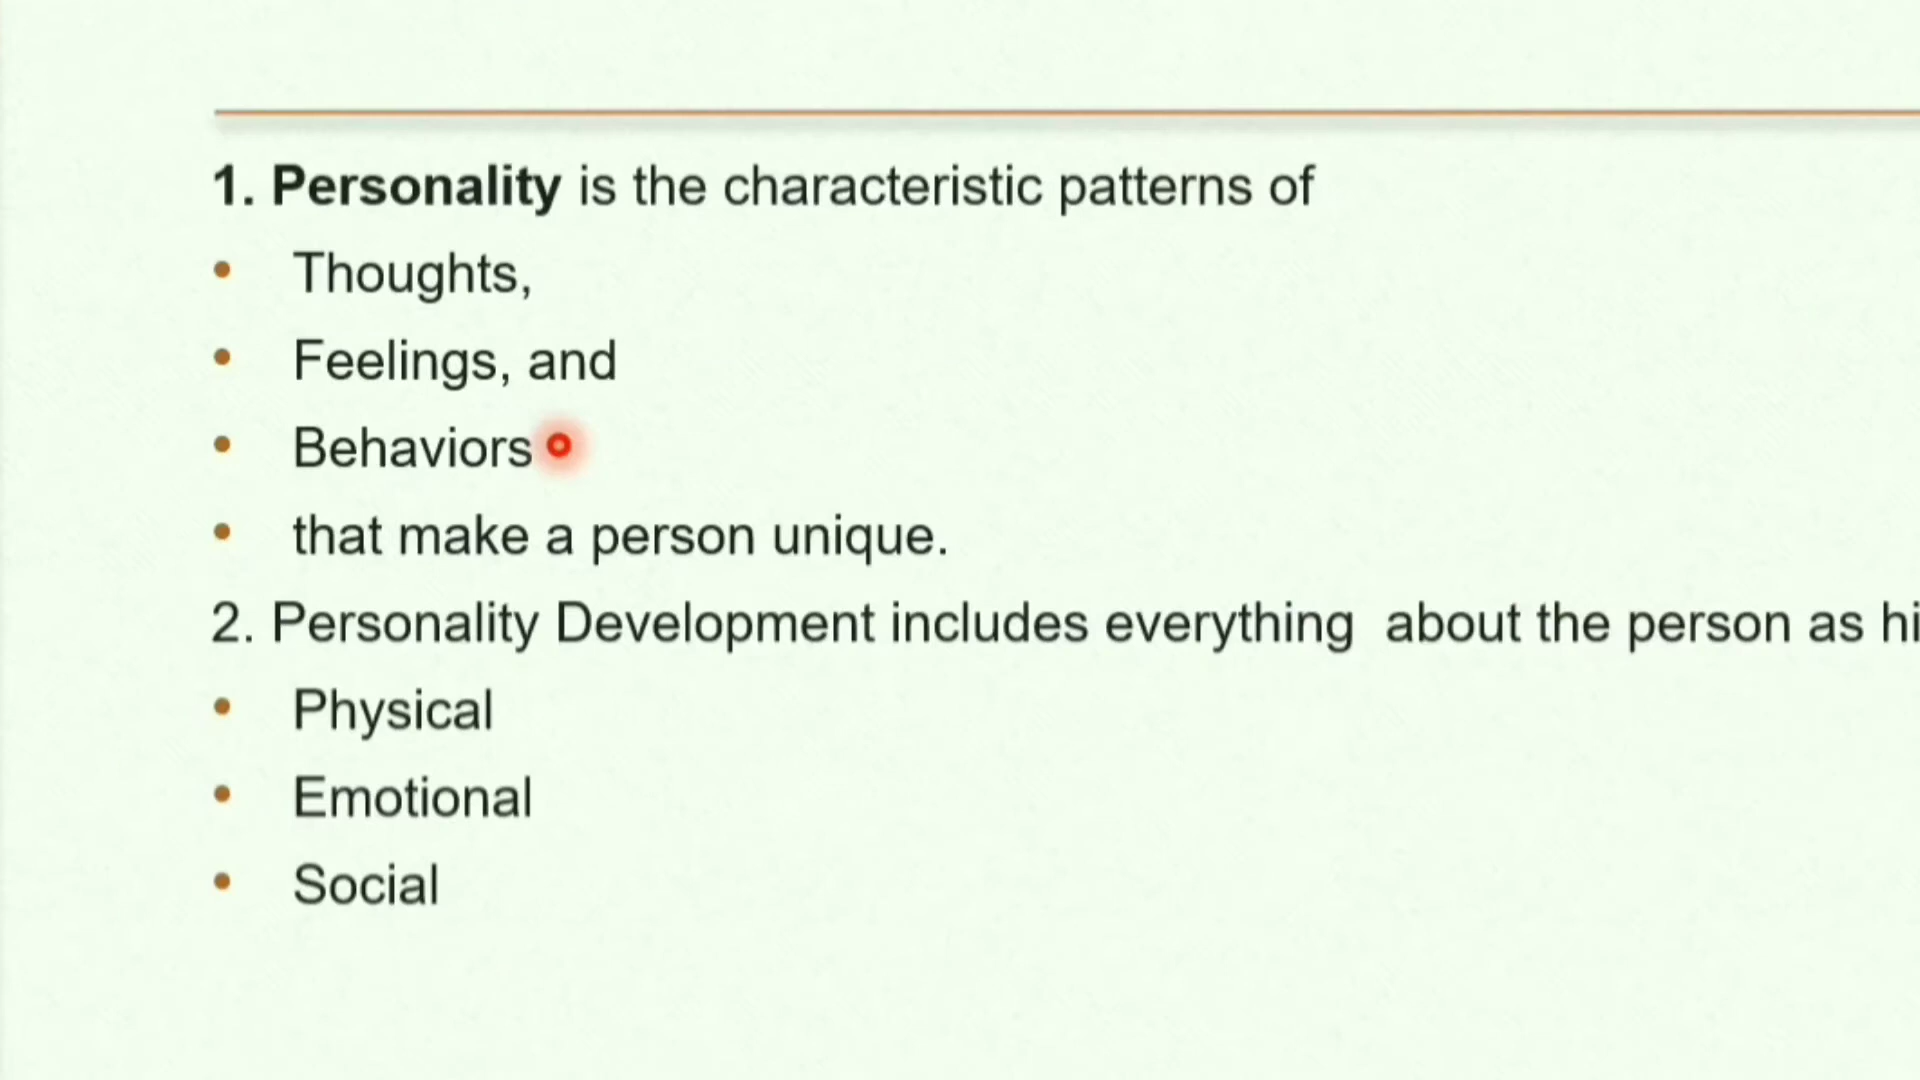 1. Personality is the characteristic patterns of
• Thoughts,
• Feelings, and
• Behaviors
• that make a person unique.
2. Personality Development includes everything about the person as
• Physical
• Emotional
• Social